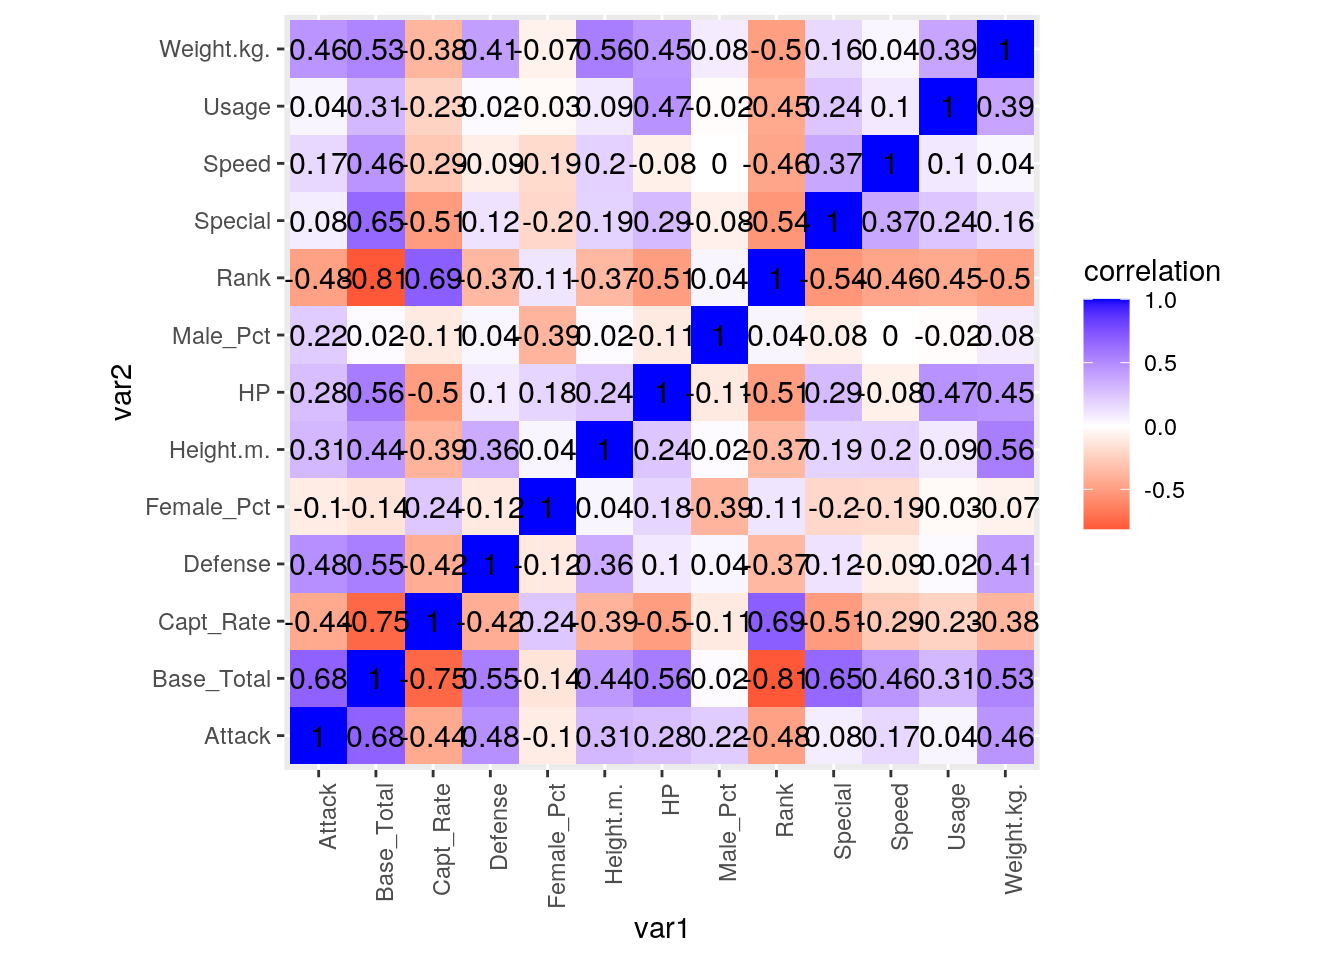 Weight.kg. 0.46 0.53 -0.38 0.41 -0.07 0.56 0.45 0.08 -0.5 0.16 0.04 0.39 1
Usage 0.04 0.31 -0.23 0.02 -0.03 0.09 0.47 -0.02 -0.45 0.24 0.1 1 0.39
Speed 0.17 0.46 -0.29 -0.09 -0.19 0.2 -0.08 0 -0.46 0.37 1 0.1 0.04
Special 0.08 0.65 -0.51 0.12 -0.2 0.19 0.29 -0.08 -0.54 1 0.37 0.24 0.16
Rank -0.48 -0.81 0.69 -0.37 0.11 -0.37 -0.51 0.04 1 -0.54 -0.46 -0.45 -0.5
Male_Pct 0.22 0.02 -0.11 0.04 -0.39 0.02 -0.11 1 0.04 -0.08 0 -0.02 0.08
HP 0.28 0.56 -0.5 0.1 0.18 0.24 1 -0.11 -0.51 0.29 -0.08 0.47 0.45
Height.m. 0.31 0.44 -0.39 0.36 0.04 1 0.24 0.02 -0.37 0.19 0.2 0.09 0.56
Female_Pct -0.1 -0.14 0.24 -0.12 1 0.04 0.18 -0.39 0.11 -0.2 -0.19 -0.03 -0.07
Defense 0.48 0.55 -0.42 1 -0.12 0.36 0.1 0.04 -0.37 0.12 -0.09 0.02 0.41
Capt_Rate -0.44 -0.75 1 -0.42 0.24 -0.39 -0.5 -0.11 0.69 -0.51 -0.29 -0.23 -0.38
Base_Total 0.68 1 -0.75 0.55 -0.14 0.44 0.56 0.02 -0.81 0.65 0.46 0.31 0.53
Attack 1 0.68 -0.44 0.48 -0.1 0.31 0.28 0.22 -0.48 0.08 0.17 0.04 0.46
Attack Base_Total Capt_Rate Defense Female_Pct Height.m. HP Male_Pct Rank Special Speed Usage Weight.kg.
var1
var2
correlation
1.0
0.5
0.0
-0.5